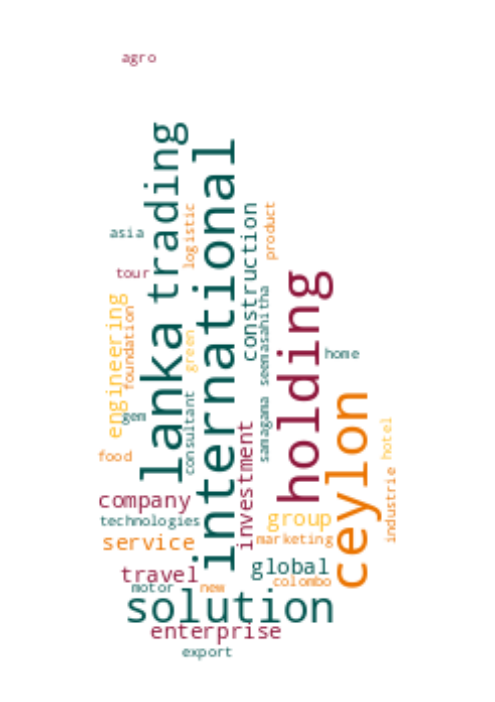 agro
trading
international
asia
logistic
construction
product
tour
holding
engineering
foundation
lanka
green
seemasahitha
home
gem
consultant
samagama
ceylon
hotel
food
investment
industrie
company
technologies
group
service
marketing
global
travel
colombo
motor
new
solution
enterprise
export